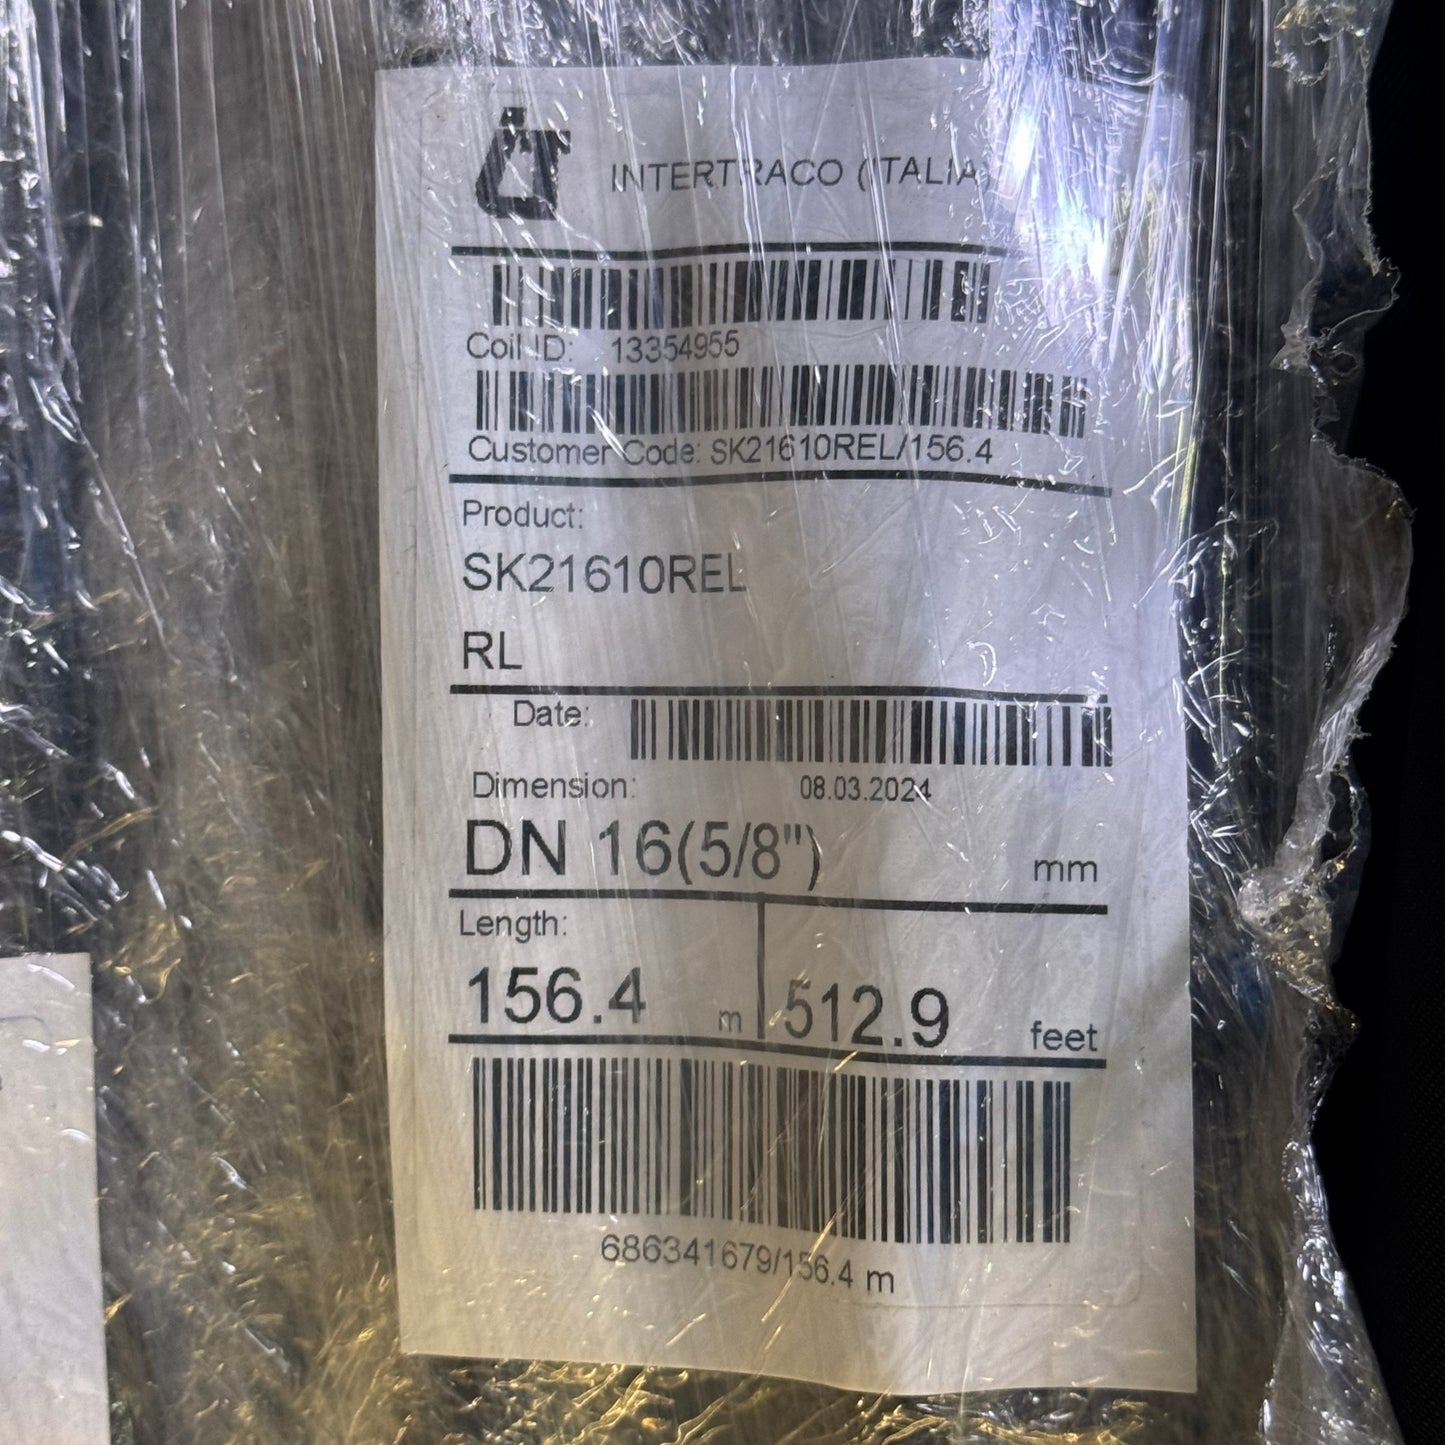 INTERTRACO (ITALIA)
Coil ID: 13354955
Customer Code: SK21610REL/156.4
Product:
SK21610REL
RL
Date:
Dimension: 08.03.2024
DN 16(5/8") mm
Length:
156.4 m 512.9 feet
686341679/156.4 m